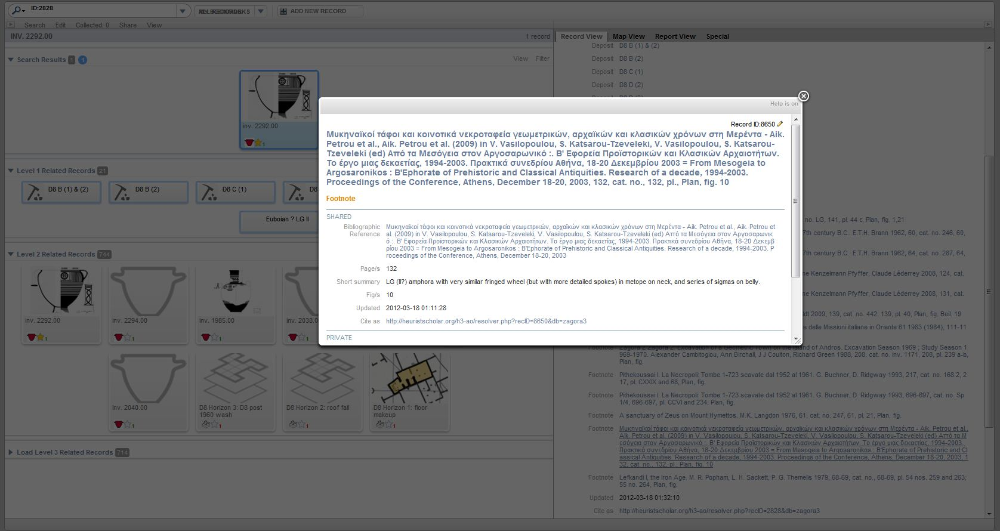 ID:2828
ADD NEW RECORD
Search Edit Collected: 0 Share View
INV. 2292.00
1 record
Search Results 1 1
View Filter
inv. 2292.00
1
Level 1 Related Records 21
D8 B (1) & (2)
D8 B (2)
D8 C (1)
D8
Euboian ? LG II
Level 2 Related Records 744
inv. 2292.00
1
inv. 2294.00
1
inv. 1985.00
1
inv. 2038.0
1
inv. 2040.00
1
D8 Horizon 3: D8 post
1960 wash
1
D8 Horizon 2: roof fall
1
D8 Horizon 1: floor
makeup
1
Load Level 3 Related Records 714
Record View Map View Report View Special
Deposit D8 B (1) & (2)
Deposit D8 B (2)
Deposit D8 C (1)
Deposit D8 D (2)
Help is on
Record ID:8650
Μυκηναϊκοί τάφοι και κοινοτικά νεκροταφεία γεωμετρικών, αρχαϊκών και κλασικών χρόνων στη Μερέντα - Aik.
Petrou et al., Aik. Petrou et al. (2009) in V. Vasilopoulou, S. Katsarou-Tzeveleki, V. Vasilopoulou, S. Katsarou-
Tzeveleki (ed) Από τα Μεσόγεια στον Αργοσαρωνικό :. Β' Εφορεία Προϊστορικών και Κλασικών Αρχαιοτήτων.
Το έργο μιας δεκαετίας, 1994-2003. Πρακτικά συνεδρίου Αθήνα, 18-20 Δεκεμβρίου 2003 = From Mesogeia to
Argosaronikos : B'Ephorate of Prehistoric and Classical Antiquities. Research of a decade, 1994-2003.
Proceedings of the Conference, Athens, December 18-20, 2003, 132, cat. no., 132, pl., Plan, fig. 10
Footnote
SHARED
Bibliographic Μυκηναϊκοί τάφοι και κοινοτικά νεκροταφεία γεωμετρικών, αρχαϊκών και κλασικών χρόνων στη Μερέντα - Aik. Petrou et al., Aik. Petrou et
Reference al. (2009) in V. Vasilopoulou, S. Katsarou-Tzeveleki, V. Vasilopoulou, S. Katsarou-Tzeveleki (ed) Από τα Μεσόγεια στον Αργοσαρωνικ
ό :. Β' Εφορεία Προϊστορικών και Κλασικών Αρχαιοτήτων. Το έργο μιας δεκαετίας, 1994-2003. Πρακτικά συνεδρίου Αθήνα, 18-20 Δεκεμβ
ρίου 2003 = From Mesogeia to Argosaronikos : B'Ephorate of Prehistoric and Classical Antiquities. Research of a decade, 1994-2003. P
roceedings of the Conference, Athens, December 18-20, 2003
Page/s 132
Short summary LG (II?) amphora with very similar fringed wheel (but with more detailed spokes) in metope on neck, and series of sigmas on belly.
Fig/s 10
Updated 2012-03-18 01:11:28
Cite as http://heuristscholar.org/h3-ao/resolver.php?recID=8650&db=zagora3
PRIVATE
no. LG, 141, pl. 44 ε, Plan, fig. 1,21
7th century B.C.. E.T.H. Brann 1962, 60, cat. no. 246, 60,
7th century B.C.. E.T.H. Brann 1962, 64, cat. no. 287, 64,
ne Kenzelmann Pfyffer, Claude Léderrey 2008, 124, cat.
ne Kenzelmann Pfyffer, Claude Léderrey 2008, 131, cat.
dt 2009, 139, cat. no. 442, 139, pl. 40, Plan, fig. Beil. 19
e delle Missioni italiane in Oriente 61 1983 (1984), 111-11
Footnote Zagora 2 Zagora 2. Excavation of a Geometric Town on the Island of Andros. Excavation Season 1969 ; Study Season 1
969-1970. Alexander Cambitoglou, Ann Birchall, J J Coulton, Richard Green 1988, 208, cat. no. inv. 1171, 208, pl. 239 a-b,
Plan, fig.
Footnote Pithekoussai I. La Necropoli: Tombe 1-723 scavate dal 1952 al 1961. G. Buchner, D. Ridgway 1993, 217, cat. no. 168.2, 2
17, pl. CXXIX and 68, Plan, fig.
Footnote Pithekoussai I. La Necropoli: Tombe 1-723 scavate dal 1952 al 1961. G. Buchner, D. Ridgway 1993, 696-697, cat. no. Sp
1/4, 696-697, pl. CCVI and 234, Plan, fig.
Footnote A sanctuary of Zeus on Mount Hymettos. M.K. Langdon 1976, 61, cat. no. 247, 61, pl. 21, Plan, fig.
Footnote Μυκηναϊκοί τάφοι και κοινοτικά νεκροταφεία γεωμετρικών, αρχαϊκών και κλασικών χρόνων στη Μερέντα - Aik. Petrou et al.,
Aik. Petrou et al. (2009) in V. Vasilopoulou, S. Katsarou-Tzeveleki, V. Vasilopoulou, S. Katsarou-Tzeveleki (ed) Από τα Μ
εσόγεια στον Αργοσαρωνικό :. Β' Εφορεία Προϊστορικών και Κλασικών Αρχαιοτήτων. Το έργο μιας δεκαετίας, 1994-2003.
Πρακτικά συνεδρίου Αθήνα, 18-20 Δεκεμβρίου 2003 = From Mesogeia to Argosaronikos : B'Ephorate of Prehistoric and Cl
assical Antiquities. Research of a decade, 1994-2003. Proceedings of the Conference, Athens, December 18-20, 2003, 1
32, cat. no., 132, pl., Plan, fig. 10
Footnote Lefkandi I, the Iron Age. M. R. Popham, L. H. Sackett, P. G. Themelis 1979, 68-69, cat. no., 68-69, pl. 54 nos. 259 and 263;
55 no. 264, Plan, fig.
Updated 2012-03-18 01:32:10
Cite as http://heuristscholar.org/h3-ao/resolver.php?recID=2828&db=zagora3